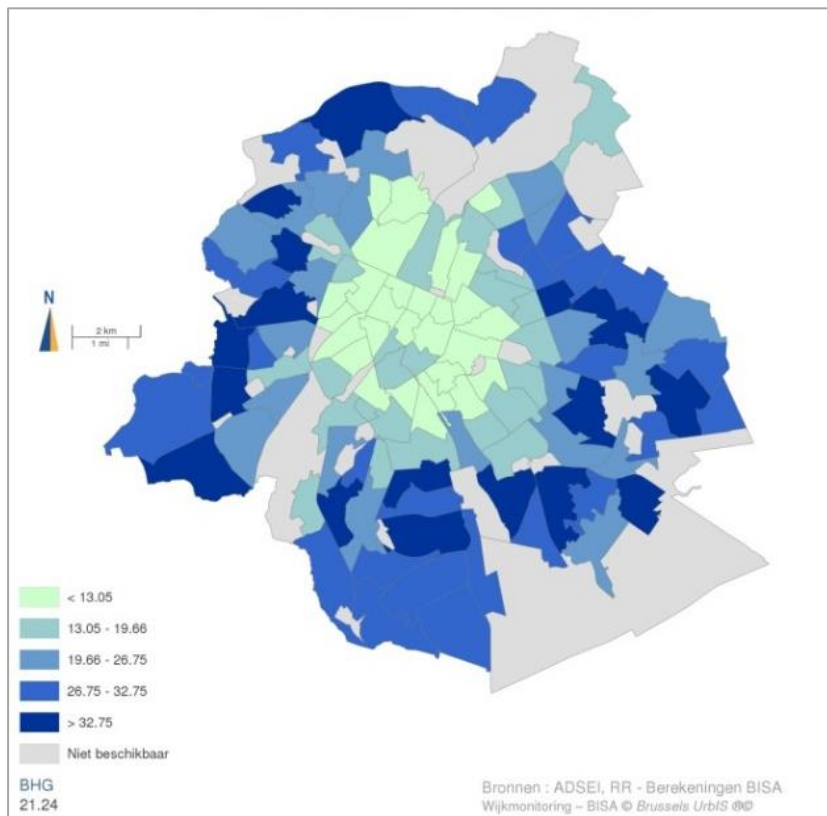 N
2 km
1 mi
< 13.05
13.05 - 19.66
19.66 - 26.75
26.75 - 32.75
> 32.75
Niet beschikbaar
BHG
21.24
Bronnen : ADSEI, RR - Berekeningen BISA
Wijkmonitoring – BISA © Brussels UrbIS ®©